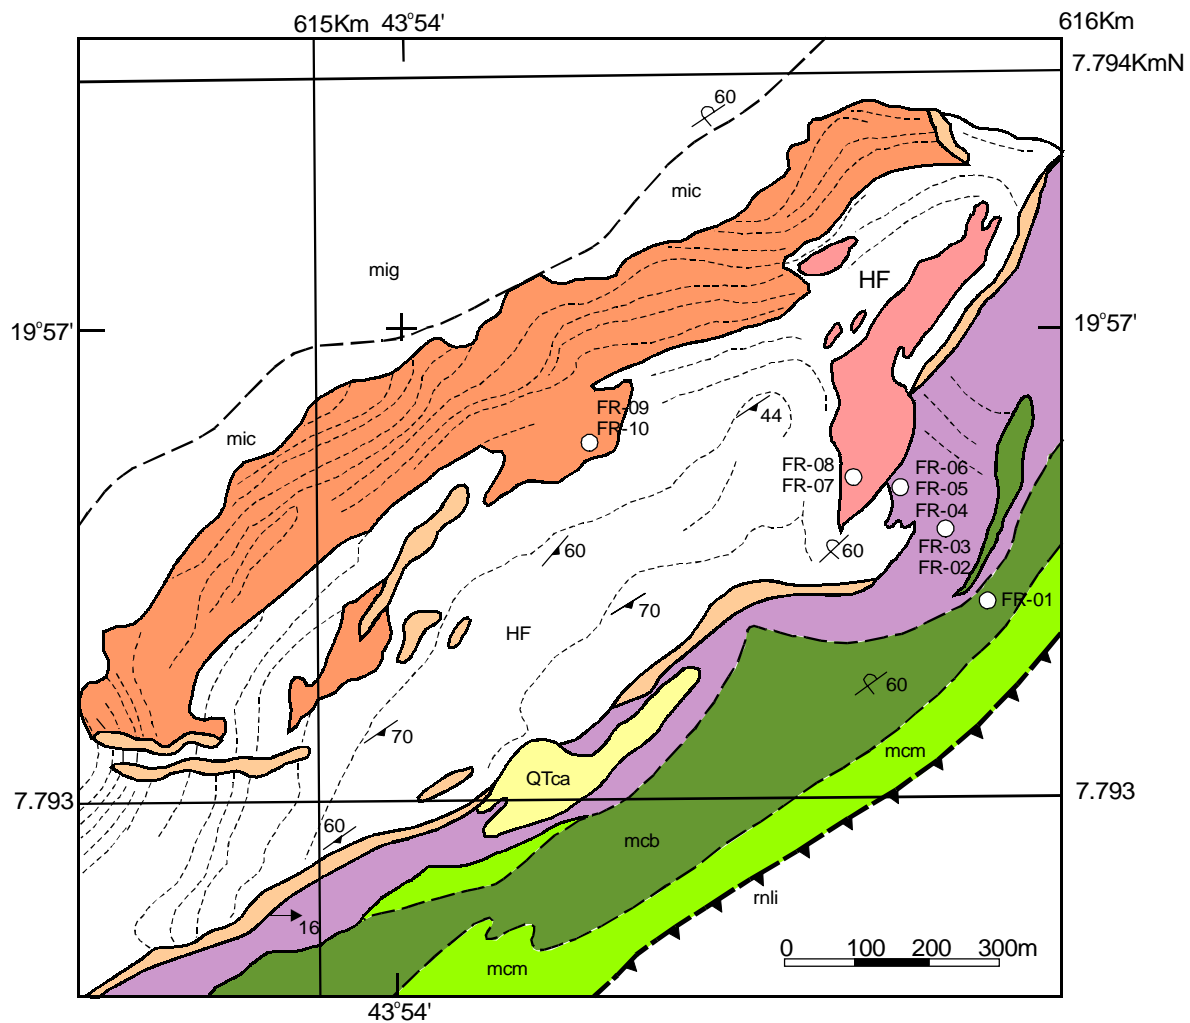 615Km 43°54'
616Km
7.794KmN
60
mic
mig
HF
19°57'
19°57'
mic
FR-09
FR-10
44
FR-08
FR-07
FR-06
FR-05
FR-04
FR-03
FR-02
60
60
FR-01
70
HF
60
70
mcm
QTca
7.793
7.793
60
mcb
rnli
16
mcm
0 100 200 300m
43°54'